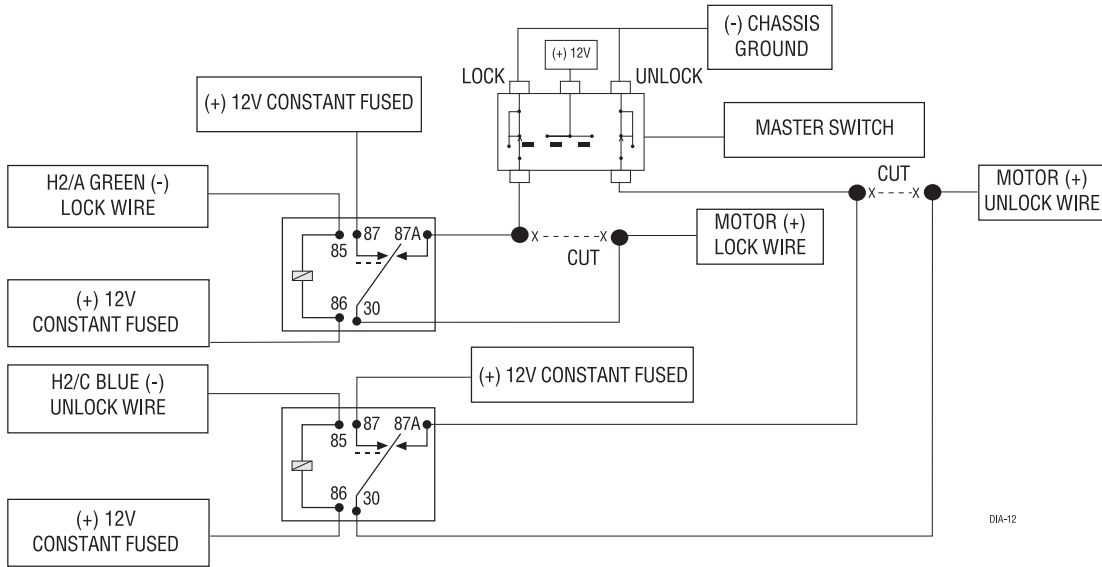 (-) CHASSIS
GROUND
(+) 12V
LOCK
UNLOCK
(+) 12V CONSTANT FUSED
MASTER SWITCH
CUT
H2/A GREEN (-)
LOCK WIRE
MOTOR (+)
UNLOCK WIRE
MOTOR (+)
LOCK WIRE
87
87A
85
X
X
X
X
CUT
86
30
(+) 12V
CONSTANT FUSED
(+) 12V CONSTANT FUSED
H2/C BLUE (-)
UNLOCK WIRE
87
87A
85
86
30
(+) 12V
CONSTANT FUSED
DIA-12